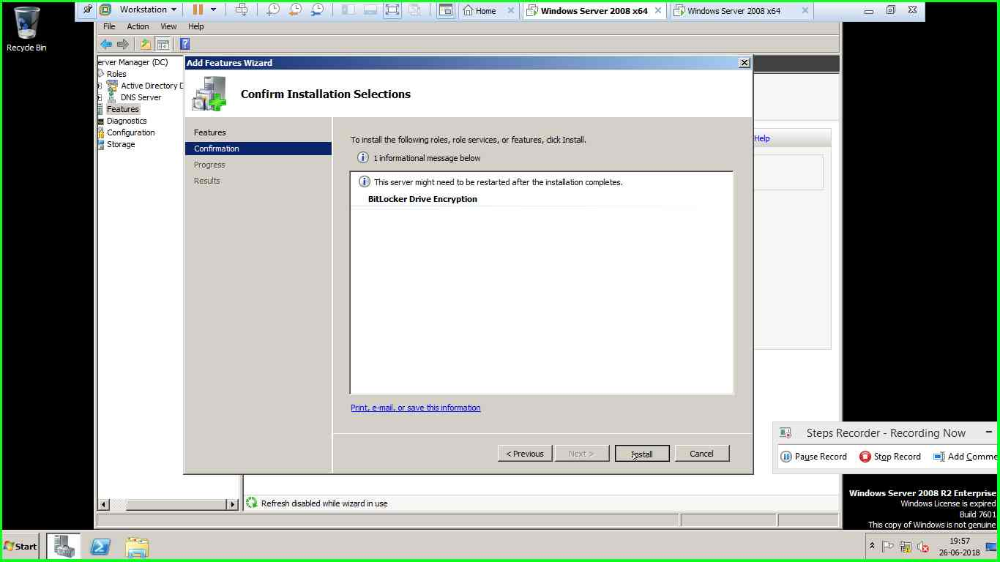 Recycle Bin
Workstation
Home
Windows Server 2008 x64
Windows Server 2008 x64
File Action View Help
erver Manager (DC)
Roles
Active Directory D
DNS Server
Features
Diagnostics
Configuration
Storage
Add Features Wizard
Confirm Installation Selections
Features
Confirmation
Progress
Results
To install the following roles, role services, or features, click Install.
1 informational message below
This server might need to be restarted after the installation completes.
BitLocker Drive Encryption
Print, e-mail, or save this information
< Previous Next > Install Cancel
Help
Refresh disabled while wizard in use
Steps Recorder - Recording Now
Pause Record Stop Record Add Comme
Windows Server 2008 R2 Enterprise
Windows License is expired
Build 7601
This copy of Windows is not genuine
Start
19:57
26-06-2018